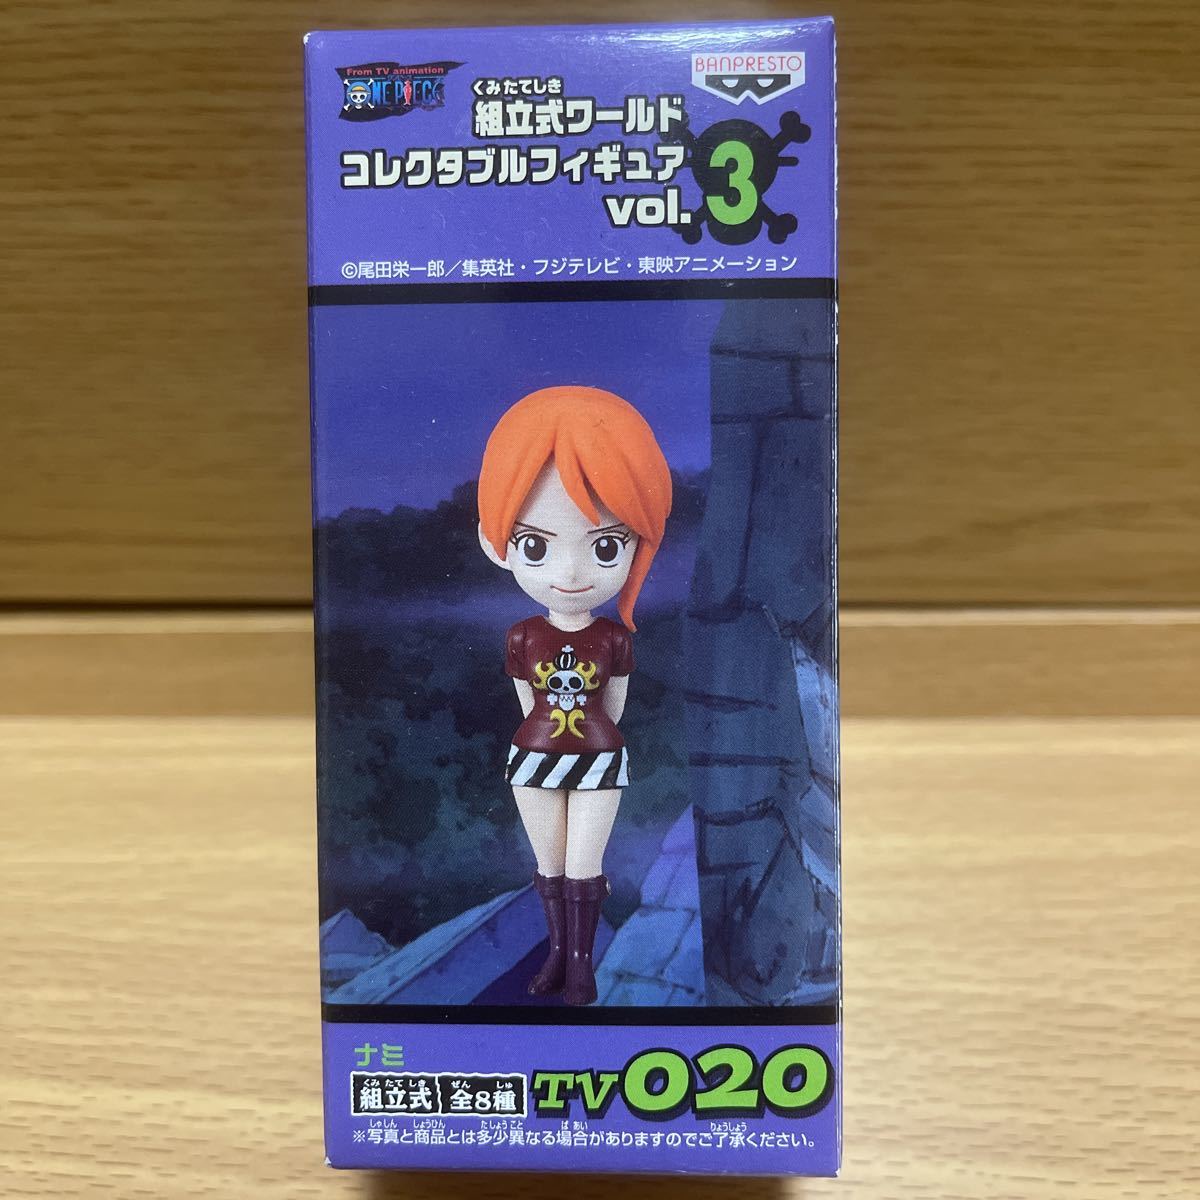 From TV animation
ONE PIECE
BANPRESTO
くみたてしき
組立式ワールド
コレクタブルフィギュア
vol. 3
©尾田栄一郎／集英社・フジテレビ・東映アニメーション
ナミ
くみたてしき ぜん しゅ
組立式 全8種
TV020
しゃしん しょうひん たしょうこと ばあい りょうしょう
※写真と商品とは多少異なる場合がありますのでご了承ください。